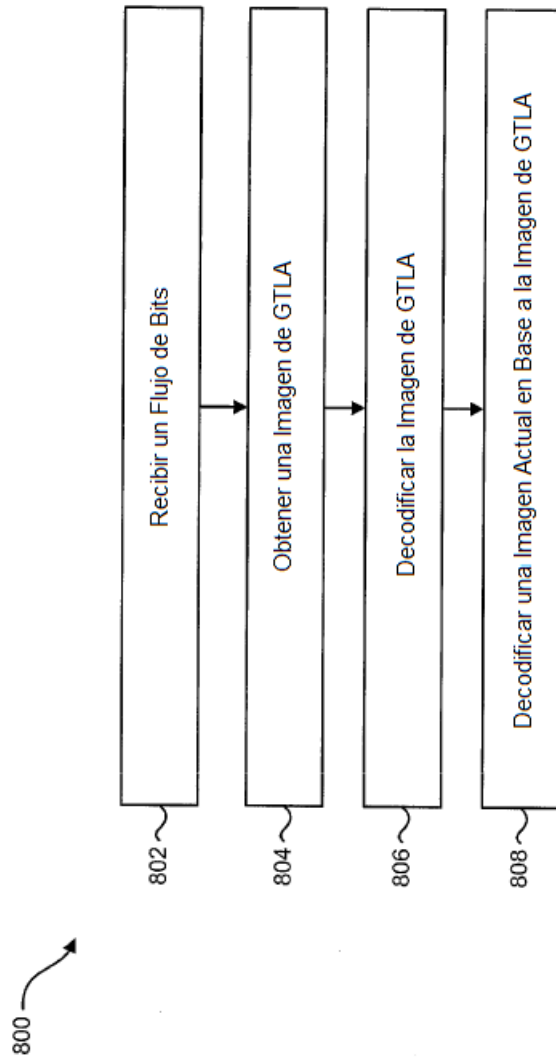 800
802
Recibir un Flujo de Bits
804
Obtener una Imagen de GTLA
806
Decodificar la Imagen de GTLA
808
Decodificar una Imagen Actual en Base a la Imagen de GTLA